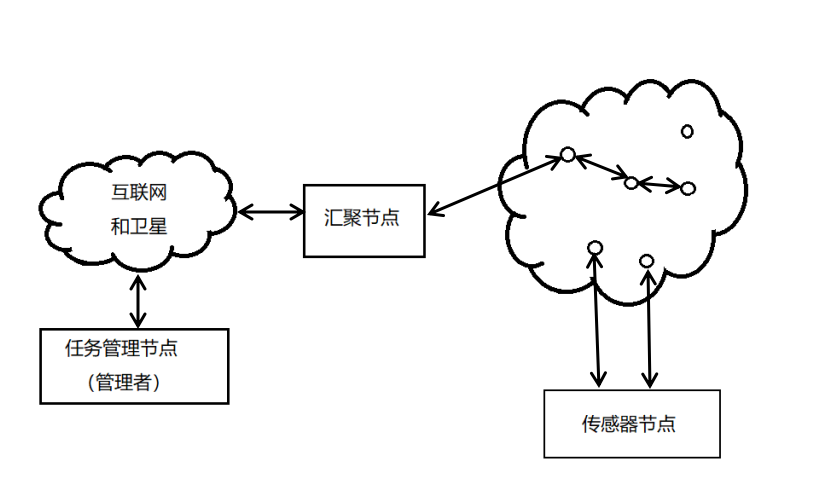 互联网
和卫星
汇聚节点
任务管理节点
（管理者）
传感器节点